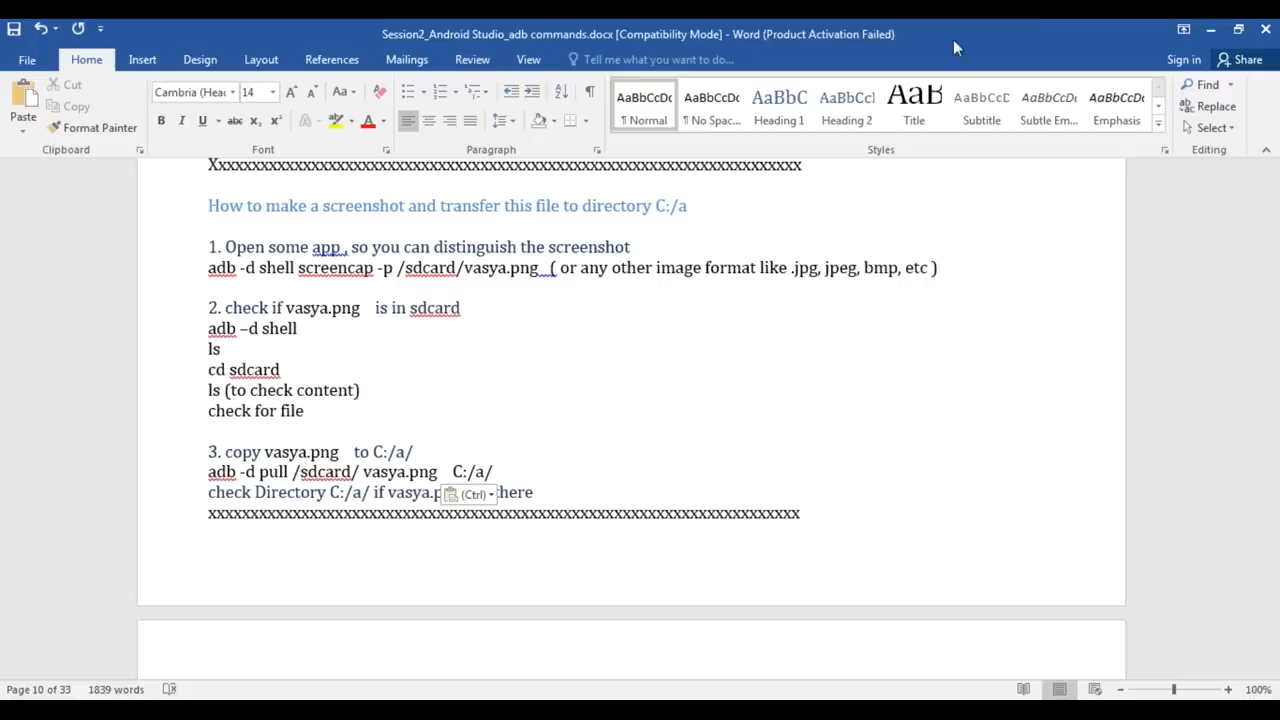 Session2_Android Studio_adb commands.docx [Compatibility Mode] - Word (Product Activation Failed)
File Home Insert Design Layout References Mailings Review View Tell me what you want to do... Sign in Share
Paste Cut Copy Format Painter
Cambria (Head 14
Aa
B I U abc x₂ x² A A
AaBbCcDc AaBbCcDc AaBbC AaBbCcI AaB AaBbCcD AaBbCcDc AaBbCcDc
¶ Normal ¶ No Spac... Heading 1 Heading 2 Title Subtitle Subtle Em... Emphasis
Find
Replace
Select
Clipboard Font Paragraph Styles Editing
How to make a screenshot and transfer this file to directory C:/a
1. Open some app , so you can distinguish the screenshot
adb -d shell screencap -p /sdcard/vasya.png ( or any other image format like .jpg, jpeg, bmp, etc )
2. check if vasya.png is in sdcard
adb –d shell
ls
cd sdcard
ls (to check content)
check for file
3. copy vasya.png to C:/a/
adb -d pull /sdcard/ vasya.png C:/a/
check Directory C:/a/ if vasya.p (Ctrl) here
Page 10 of 33 1839 words 100%